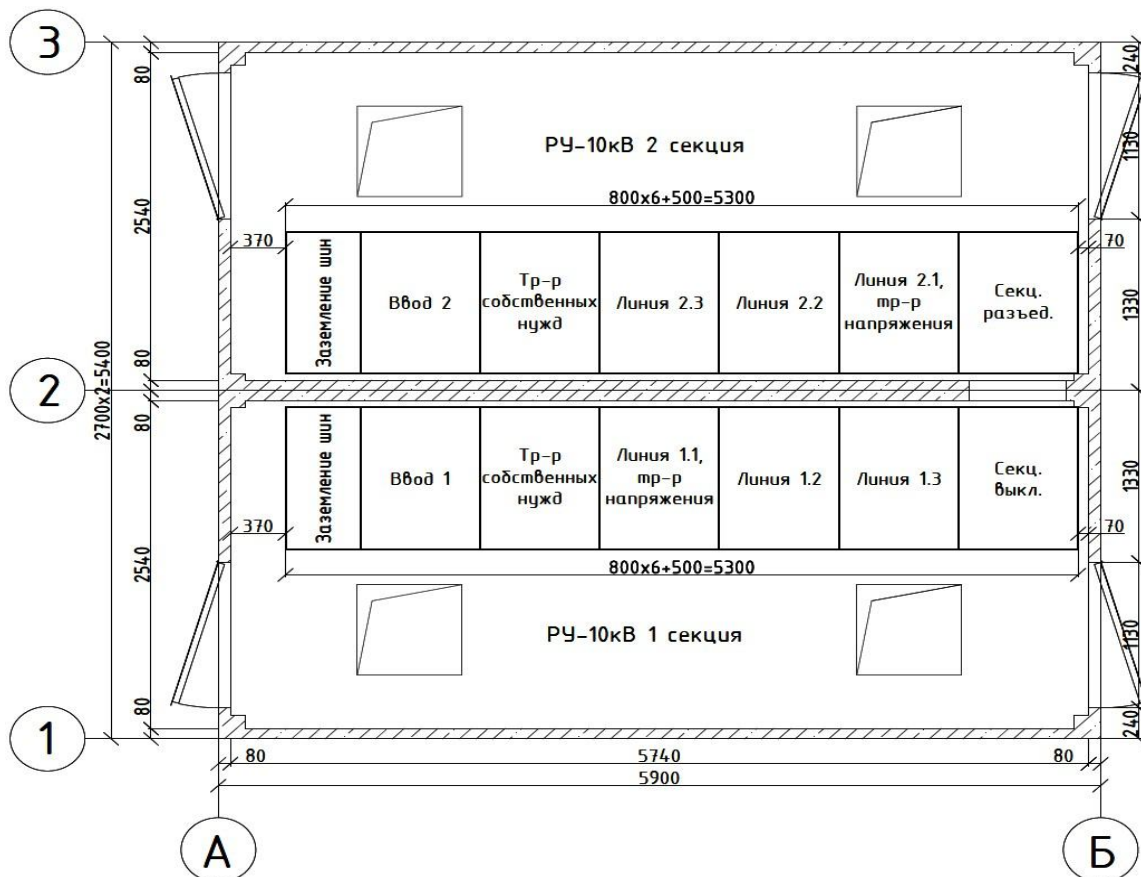 3
80
240
РУ-10кВ 2 секция
1130
800х6+500=5300
2540
370
70
Заземление шин
Ввод 2
Тр-р
собственных
нужд
Линия 2.3
Линия 2.2
Линия 2.1,
тр-р
напряжения
Секц.
разъед.
1330
80
2700х2=5400
2
80
Заземление шин
Ввод 1
Тр-р
собственных
нужд
Линия 1.1,
тр-р
напряжения
Линия 1.2
Линия 1.3
Секц.
выкл.
1330
370
70
2540
800х6+500=5300
РУ-10кВ 1 секция
1130
80
240
1
80
5740
80
5900
А
Б